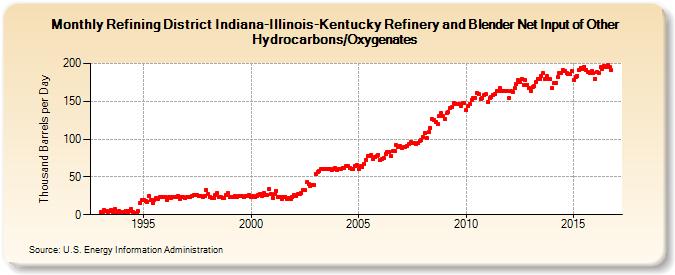 Monthly Refining District Indiana-Illinois-Kentucky Refinery and Blender Net Input of Other
Hydrocarbons/Oxygenates
Thousand Barrels per Day
200
150
100
50
0
1995
2000
2005
2010
2015
Source: U.S. Energy Information Administration